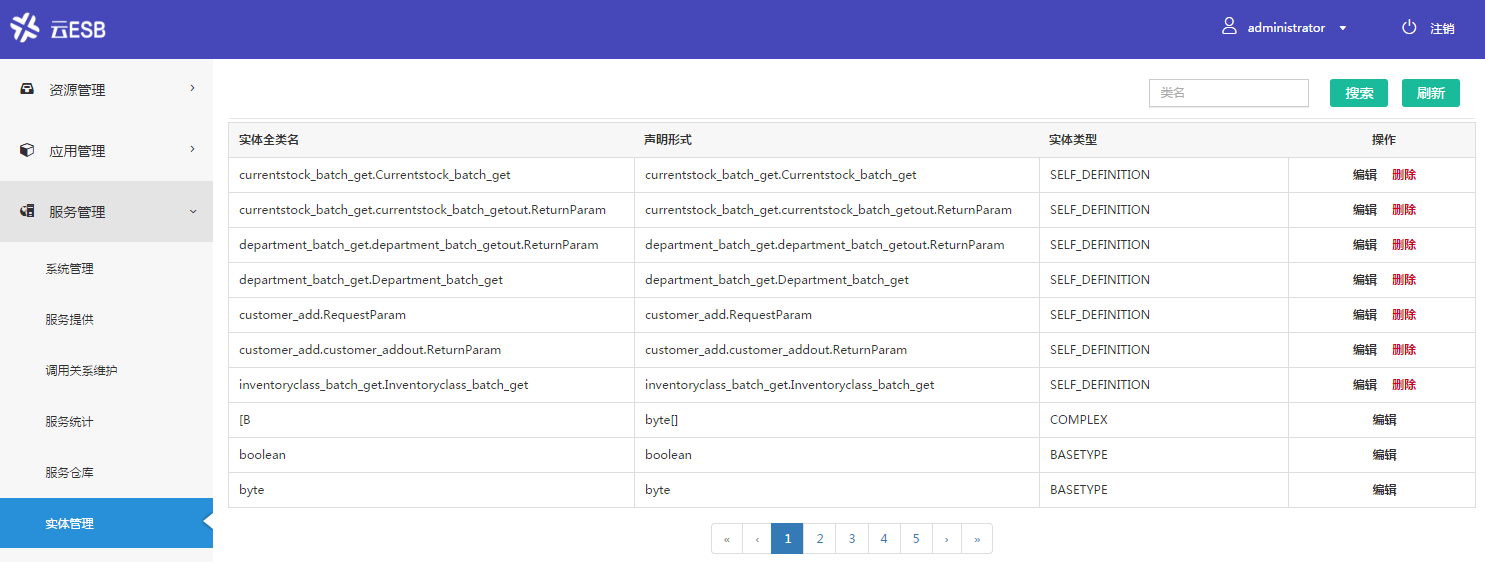 云ESB
administrator
注销
资源管理
应用管理
服务管理
系统管理
服务提供
调用关系维护
服务统计
服务仓库
实体管理
类名 搜索 刷新
实体全类名 声明形式 实体类型 操作
currentstock_batch_get.Currentstock_batch_get currentstock_batch_get.Currentstock_batch_get SELF_DEFINITION 编辑 删除
currentstock_batch_get.currentstock_batch_getout.ReturnParam currentstock_batch_get.currentstock_batch_getout.ReturnParam SELF_DEFINITION 编辑 删除
department_batch_get.department_batch_getout.ReturnParam department_batch_get.department_batch_getout.ReturnParam SELF_DEFINITION 编辑 删除
department_batch_get.Department_batch_get department_batch_get.Department_batch_get SELF_DEFINITION 编辑 删除
customer_add.RequestParam customer_add.RequestParam SELF_DEFINITION 编辑 删除
customer_add.customer_addout.ReturnParam customer_add.customer_addout.ReturnParam SELF_DEFINITION 编辑 删除
inventoryclass_batch_get.Inventoryclass_batch_get inventoryclass_batch_get.Inventoryclass_batch_get SELF_DEFINITION 编辑 删除
[B byte[] COMPLEX 编辑
boolean boolean BASETYPE 编辑
byte byte BASETYPE 编辑
« ‹ 1 2 3 4 5 › »